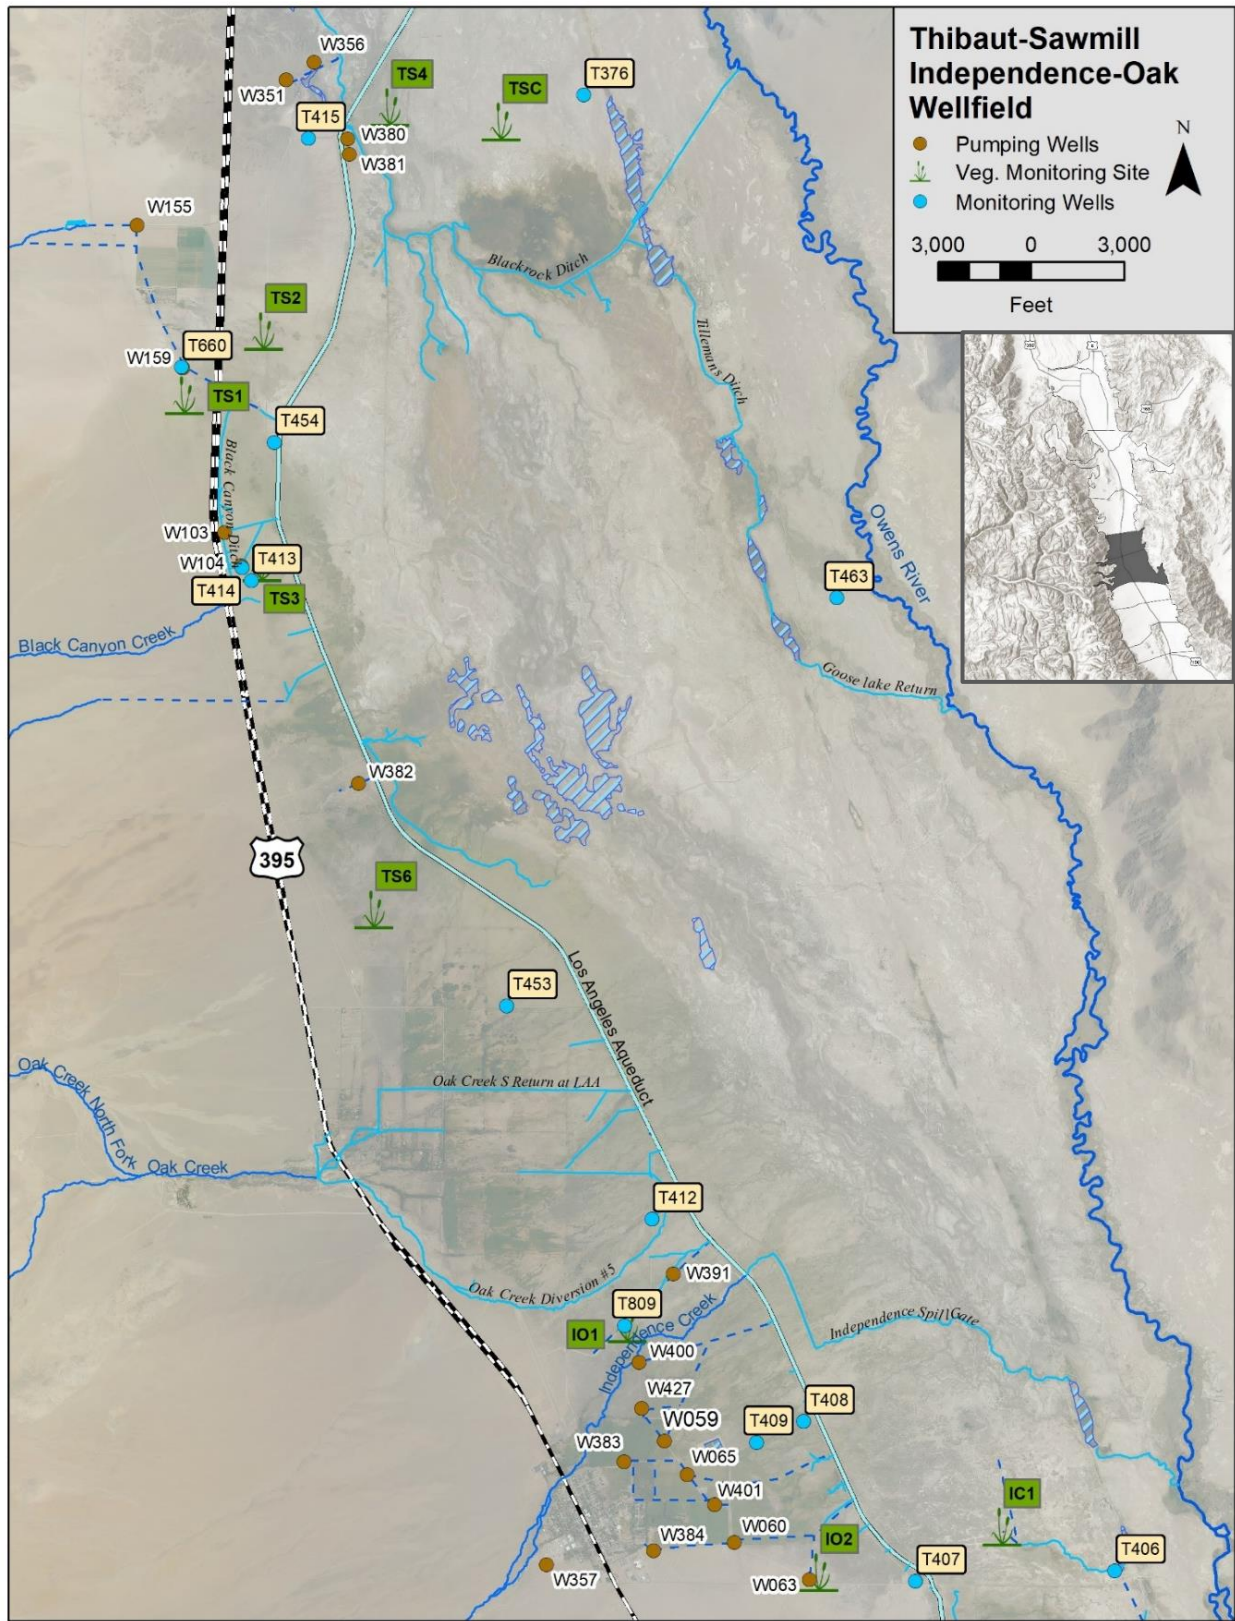 Thibaut-Sawmill
Independence-Oak
Wellfield
Pumping Wells
Veg. Monitoring Site
Monitoring Wells
N
3,000 0 3,000
Feet
W356
W351
TS4
TSC
T376
T415
W380
W381
W155
Blackrock Ditch
TS2
Tillemans Ditch
T660
W159
TS1
T454
Black Canyon Ditch
W103
W104
T413
T414
TS3
T463
Owens River
Black Canyon Creek
Goose lake Return
W382
395
TS6
T453
Los Angeles Aqueduct
Oak Creek S Return at LAA
Oak Creek North Fork
Oak Creek
T412
W391
Oak Creek Diversion #5
T809
IO1
Independence Creek
Independence Spill Gate
W400
W427
W059
T408
T409
W383
W065
W401
IC1
W060
W384
IO2
T407
T406
W357
W063